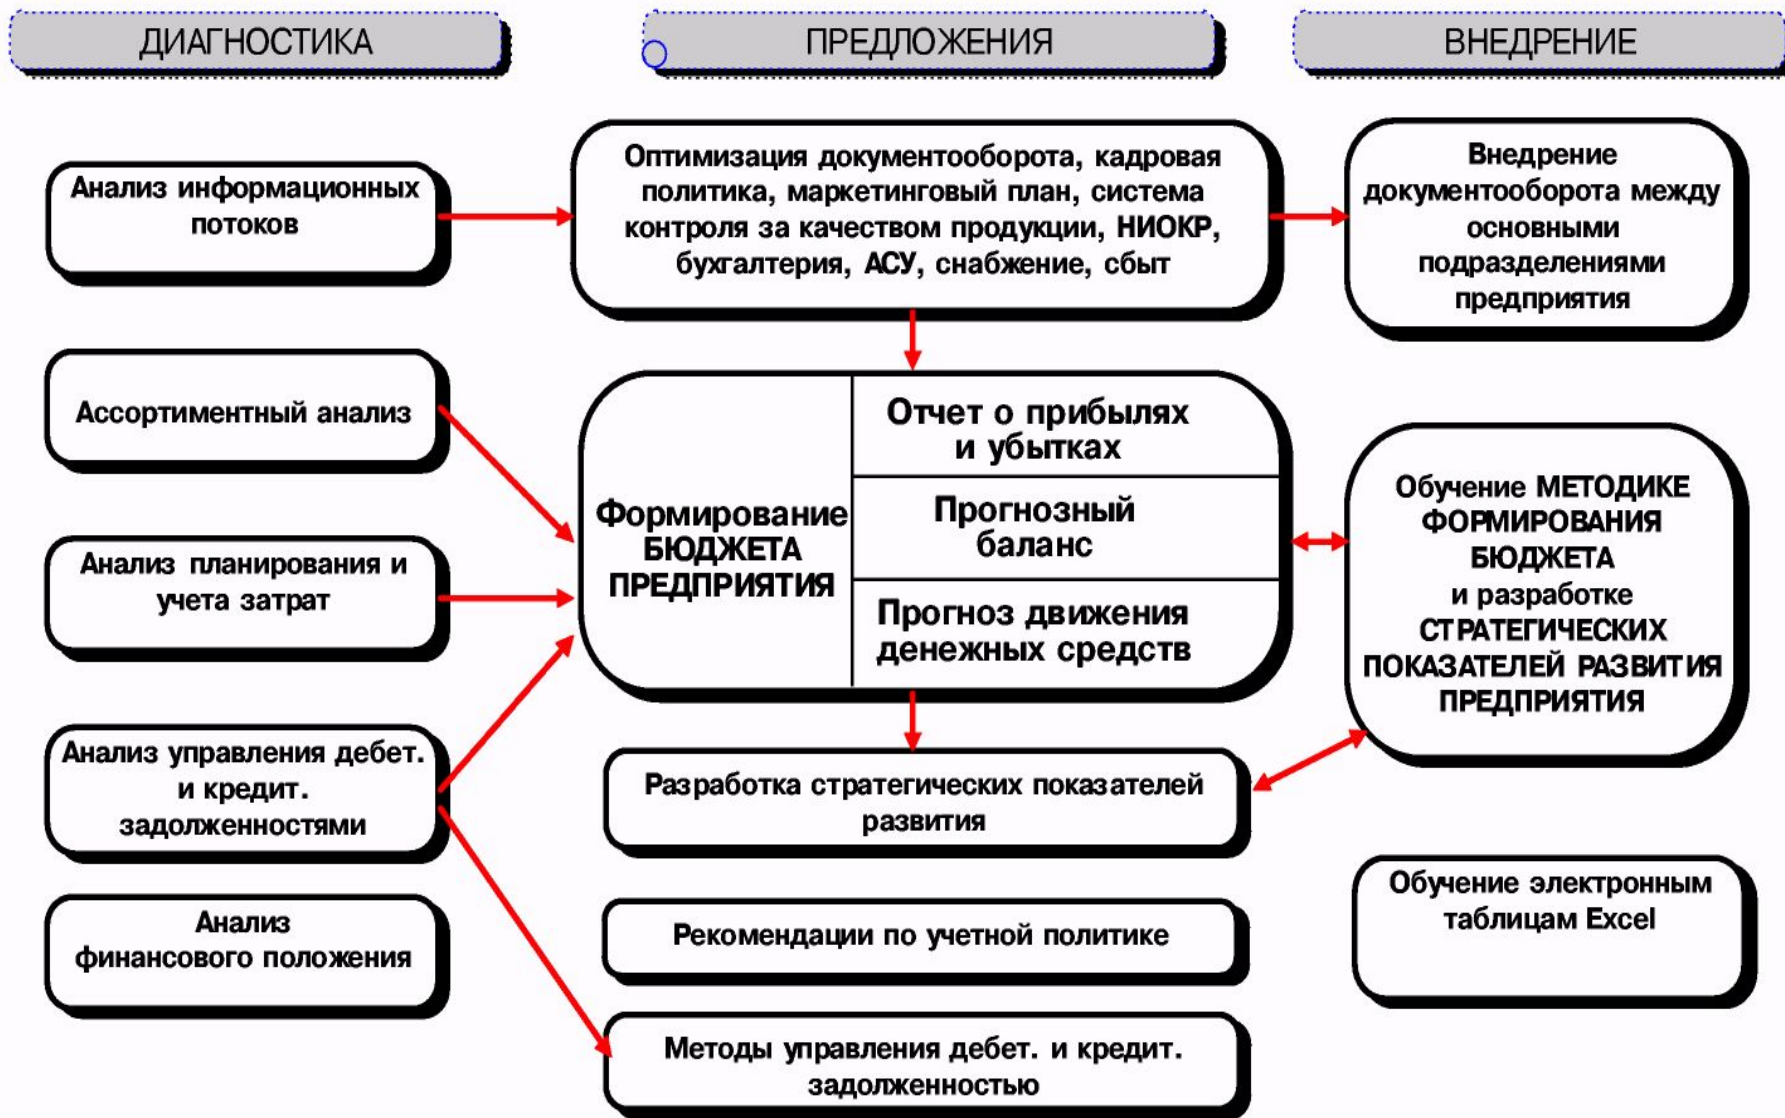 ДИАГНОСТИКА
ПРЕДЛОЖЕНИЯ
ВНЕДРЕНИЕ
Анализ информационных
потоков
Оптимизация документооборота, кадровая
политика, маркетинговый план, система
контроля за качеством продукции, НИОКР,
бухгалтерия, АСУ, снабжение, сбыт
Внедрение
документооборота между
основными
подразделениями
предприятия
Ассортиментный анализ
Анализ планирования и
учета затрат
Анализ управления дебет.
и кредит.
задолженностями
Анализ
финансового положения
Формирование
БЮДЖЕТА
ПРЕДПРИЯТИЯ
Отчет о прибылях
и убытках
Прогнозный
баланс
Прогноз движения
денежных средств
Разработка стратегических показателей
развития
Рекомендации по учетной политике
Методы управления дебет. и кредит.
задолженностью
Обучение МЕТОДИКЕ
ФОРМИРОВАНИЯ
БЮДЖЕТА
и разработке
СТРАТЕГИЧЕСКИХ
ПОКАЗАТЕЛЕЙ РАЗВИТИЯ
ПРЕДПРИЯТИЯ
Обучение электронным
таблицам Excel